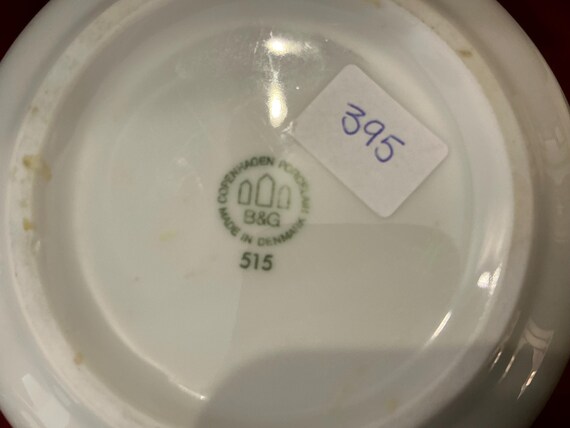 COPENHAGEN PORCELAIN
B&G
MADE IN DENMARK
515
395